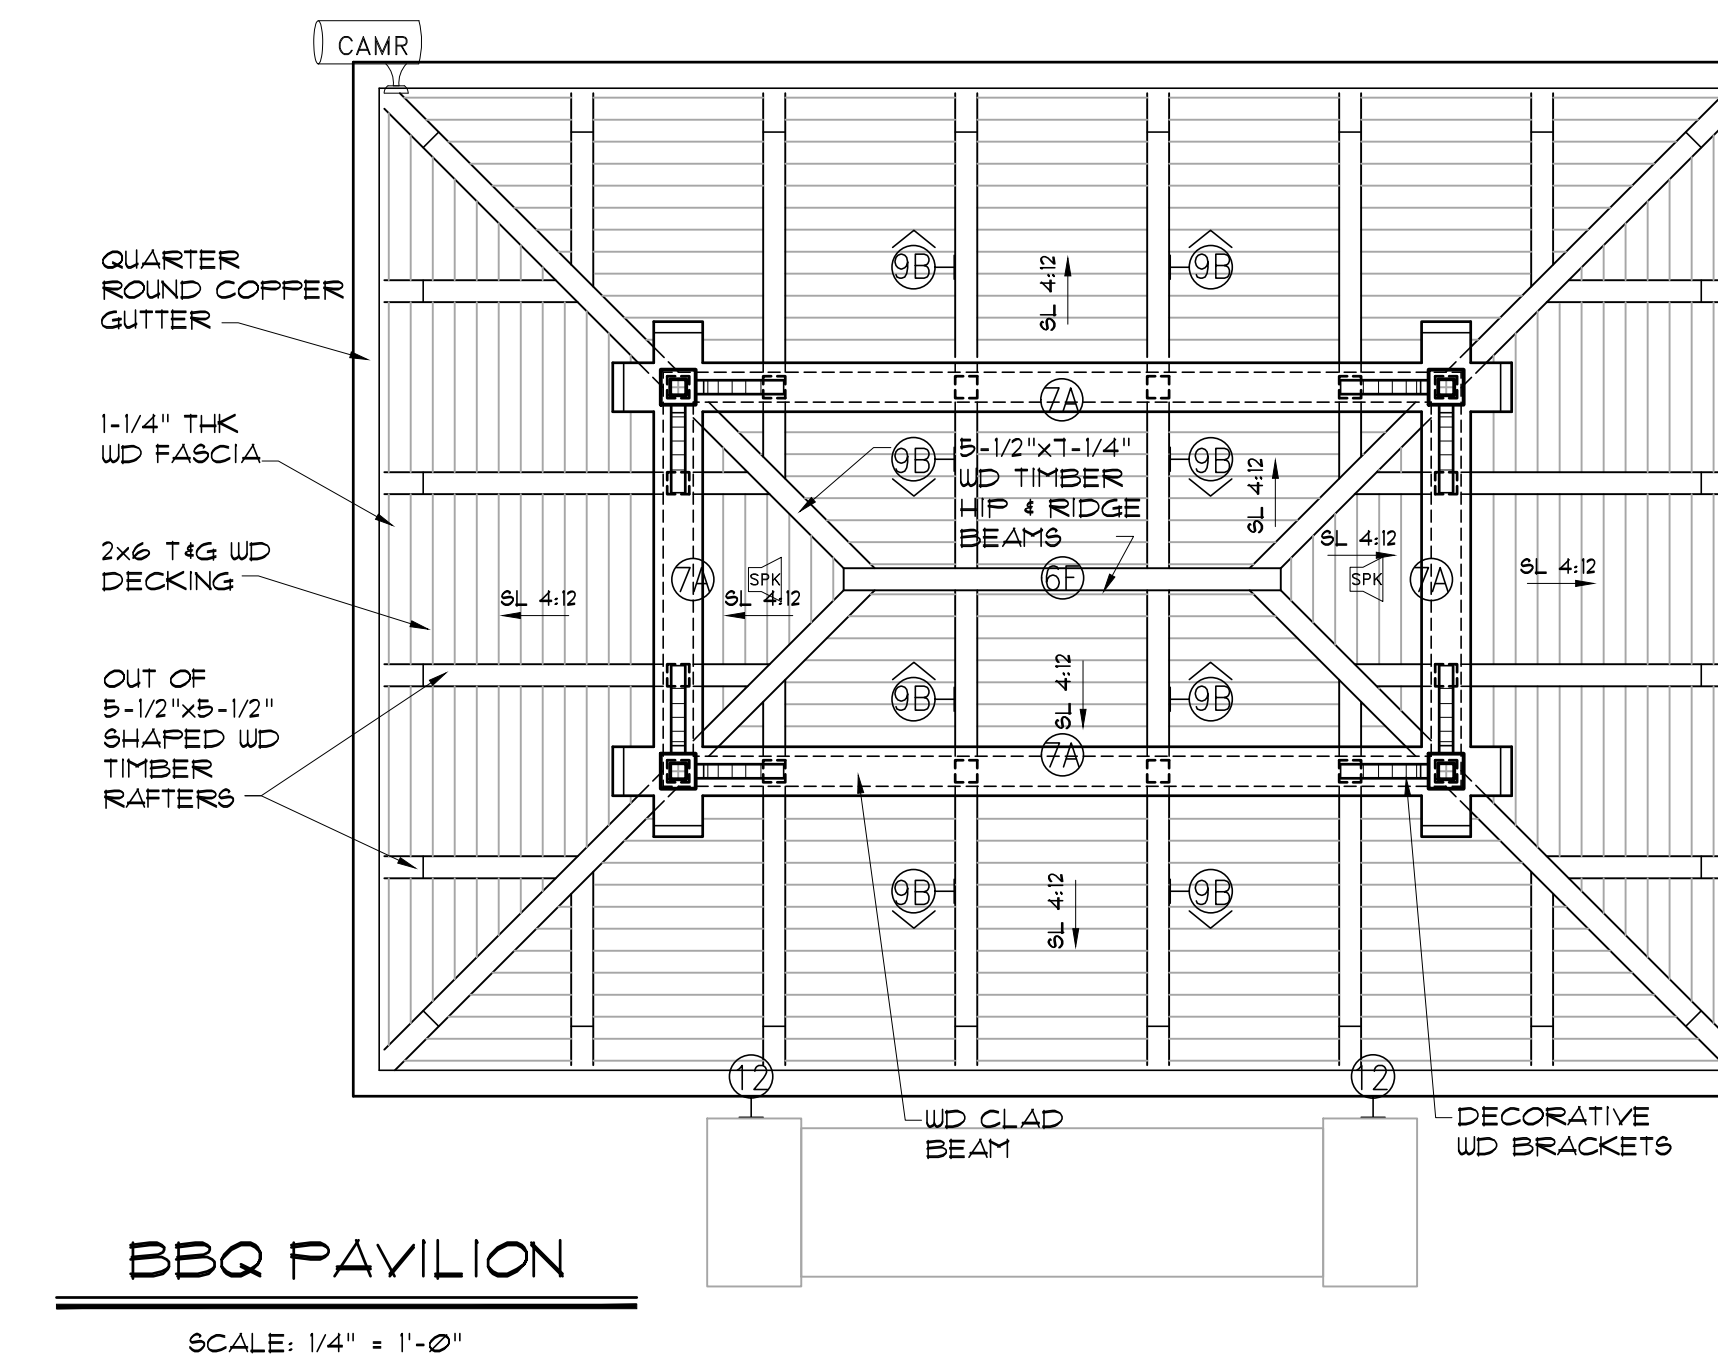 CAMR
QUARTER
ROUND COPPER
GUTTER
9B
SL 4:12
9B
7A
1-1/4" THK
WD FASCIA
9B
5-1/2"x7-1/4"
WD TIMBER
HIP & RIDGE
BEAMS
9B
SL 4:12
2x6 T&G WD
DECKING
SL 4:12
7A
SPK
SL 4:12
6F
SL 4:12
SPK
7A
SL 4:12
OUT OF
5-1/2"x5-1/2"
SHAPED WD
TIMBER
RAFTERS
9B
SL 4:12
9B
7A
9B
SL 4:12
9B
12
12
WD CLAD
BEAM
DECORATIVE
WD BRACKETS
BBQ PAVILION
SCALE: 1/4" = 1'-0"